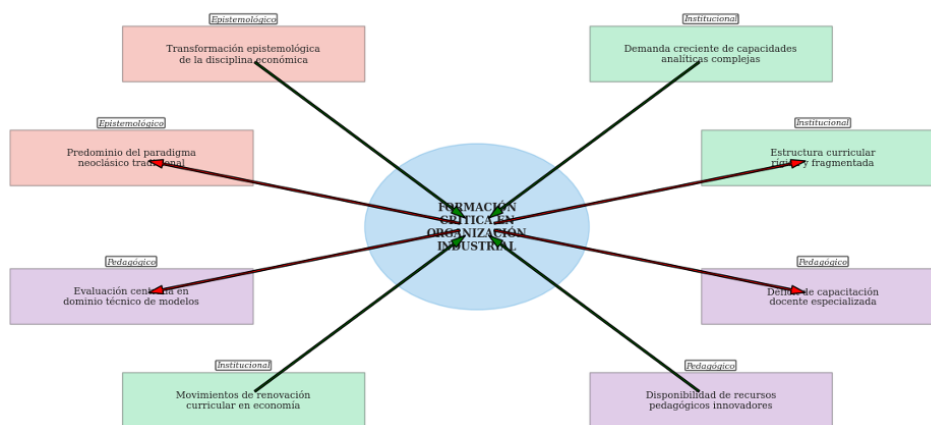 Epistemológico
Transformación epistemológica
de la disciplina económica
Institucional
Demanda creciente de capacidades
analíticas complejas
Epistemológico
Predominio del paradigma
neoclásico tradicional
Institucional
Estructura curricular
rígida y fragmentada
FORMACIÓN
CRÍTICA EN
ORGANIZACIÓN
INDUSTRIAL
Pedagógico
Evaluación centrada en
dominio técnico de modelos
Pedagógico
Déficit de capacitación
docente especializada
Institucional
Movimientos de renovación
curricular en economía
Pedagógico
Disponibilidad de recursos
pedagógicos innovadores